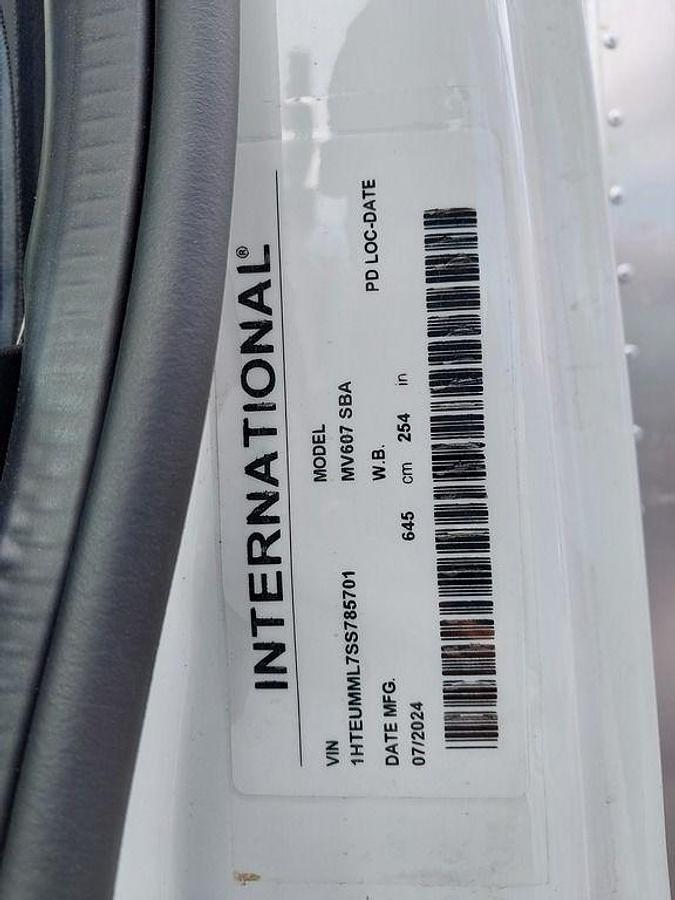 INTERNATIONAL®
VIN
1HTEUMML7SS785701
MODEL
MV607 SBA
PD LOC-DATE
DATE MFG.
07/2024
W.B.
645 cm 254 in